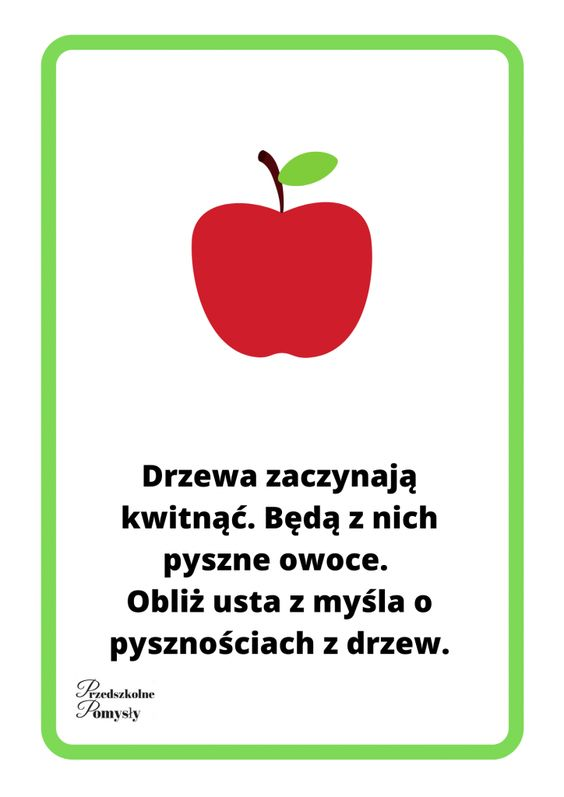 Drzewa zaczynają
kwitnąć. Będą z nich
pyszne owoce.
Obliż usta z myśla o
pysznościach z drzew.
Przedszkolne
Pomysły